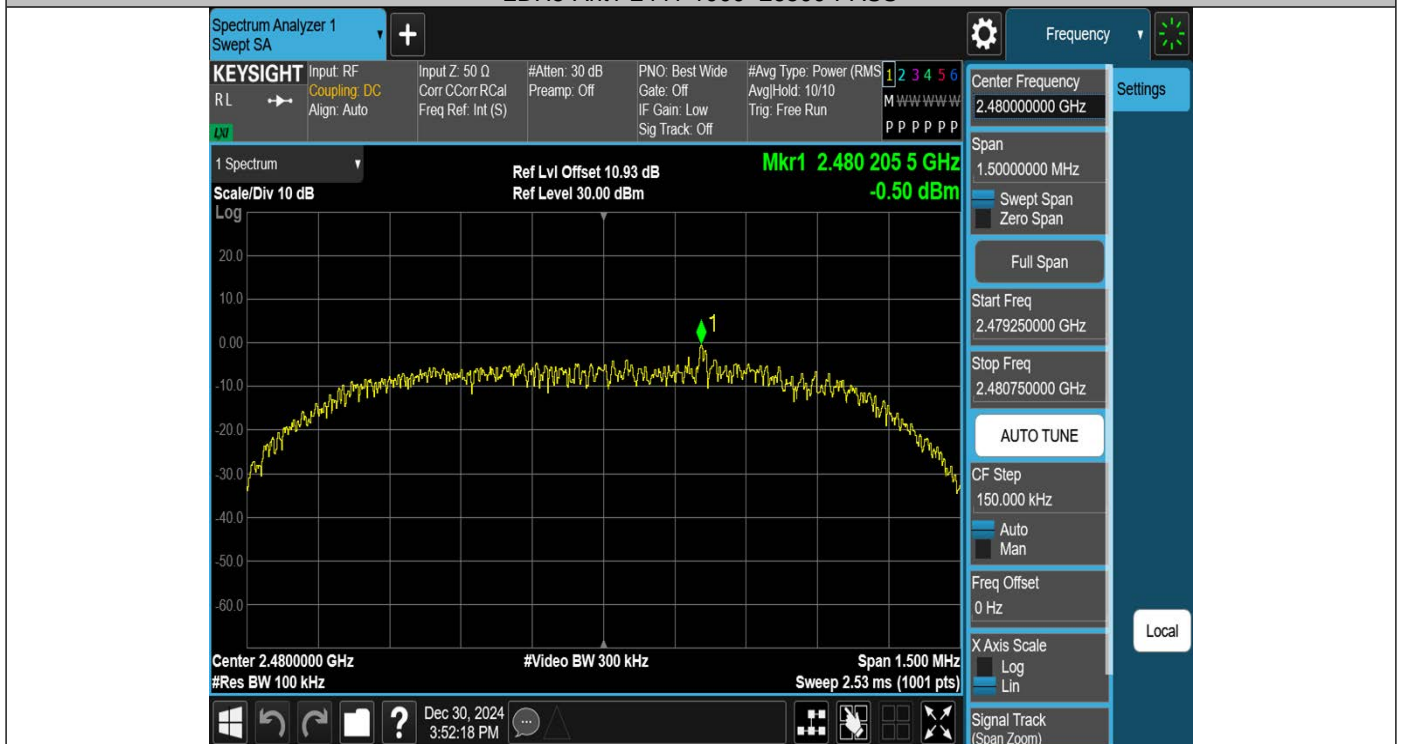 Spectrum Analyzer 1
Swept SA
+
Frequency
KEYSIGHT
RL
LXI
Input: RF
Coupling: DC
Align: Auto
Input Z: 50 Ω
Corr CCorr RCal
Freq Ref: Int (S)
#Atten: 30 dB
Preamp: Off
PNO: Best Wide
Gate: Off
IF Gain: Low
Sig Track: Off
#Avg Type: Power (RMS
Avg|Hold: 10/10
Trig: Free Run
1 2 3 4 5 6
M W W W W W
P P P P P P
Center Frequency
2.480000000 GHz
Settings
1 Spectrum
Scale/Div 10 dB
Ref Lvl Offset 10.93 dB
Ref Level 30.00 dBm
Mkr1 2.480 205 5 GHz
-0.50 dBm
Log
20.0
10.0
0.00
-10.0
-20.0
-30.0
-40.0
-50.0
-60.0
1
Center 2.4800000 GHz
#Res BW 100 kHz
#Video BW 300 kHz
Span 1.500 MHz
Sweep 2.53 ms (1001 pts)
Span
1.50000000 MHz
Swept Span
Zero Span
Full Span
Start Freq
2.479250000 GHz
Stop Freq
2.480750000 GHz
AUTO TUNE
CF Step
150.000 kHz
Auto
Man
Freq Offset
0 Hz
X Axis Scale
Log
Lin
Signal Track
(Span Zoom)
Local
?
Dec 30, 2024
3:52:18 PM